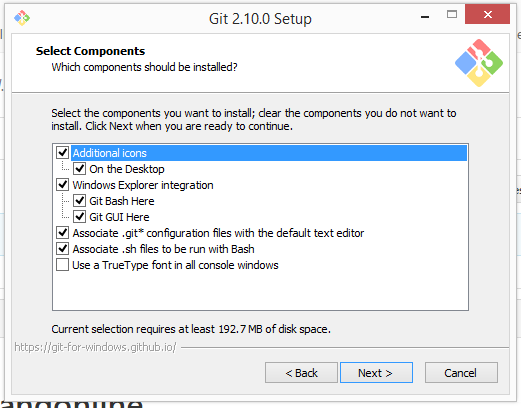 Git 2.10.0 Setup
Select Components
Which components should be installed?
Select the components you want to install; clear the components you do not want to
install. Click Next when you are ready to continue.
Additional icons
On the Desktop
Windows Explorer integration
Git Bash Here
Git GUI Here
Associate .git* configuration files with the default text editor
Associate .sh files to be run with Bash
Use a TrueType font in all console windows
Current selection requires at least 192.7 MB of disk space.
https://git-for-windows.github.io/
< Back
Next >
Cancel